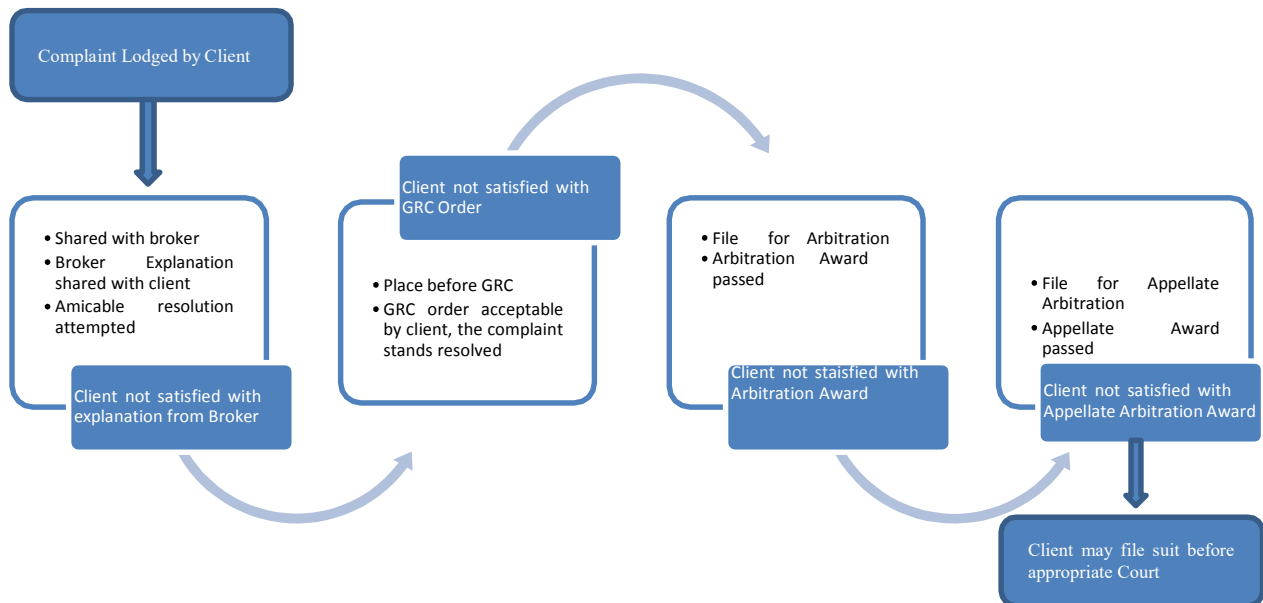 Complaint Lodged by Client
• Shared with broker
• Broker Explanation
shared with client
• Amicable resolution
attempted
Client not satisfied with
explanation from Broker
Client not satisfied with
GRC Order
• Place before GRC
• GRC order acceptable
by client, the complaint
stands resolved
• File for Arbitration
• Arbitration Award
passed
Client not staisfied with
Arbitration Award
• File for Appellate
Arbitration
• Appellate Award
passed
Client not satisfied with
Appellate Arbitration Award
Client may file suit before
appropriate Court